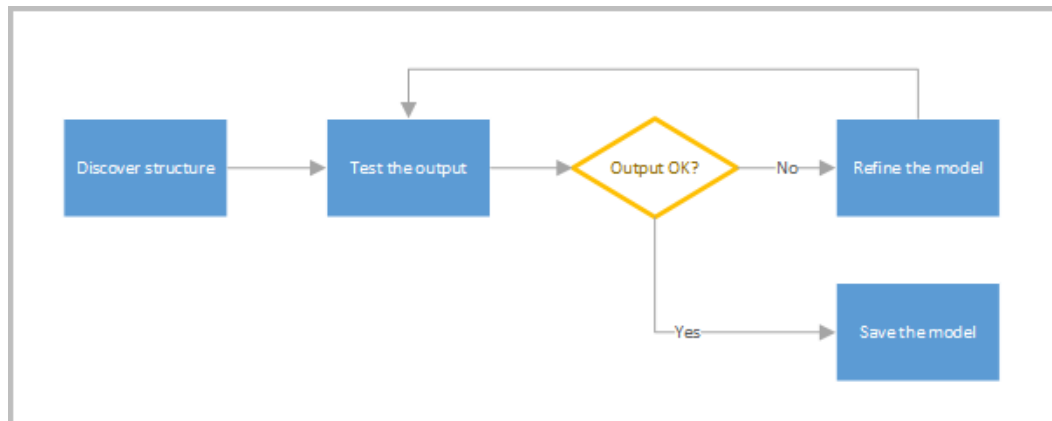 Discover structure
Test the output
Output OK?
No
Refine the model
Yes
Save the model